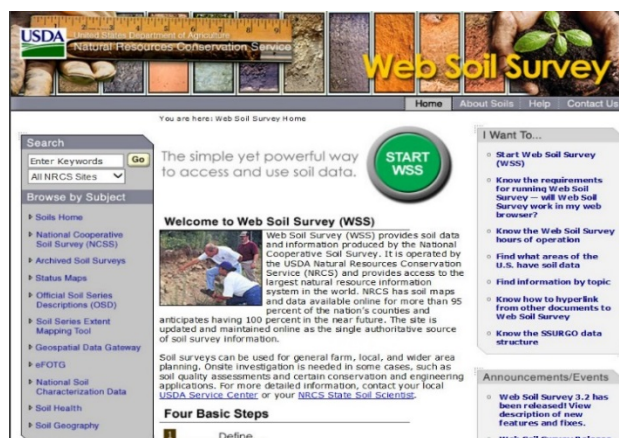 USDA
United States Department of Agriculture
Natural Resources Conservation Service
Web Soil Survey
Home About Soils Help Contact Us
You are here: Web Soil Survey Home
Search
Enter Keywords Go
All NRCS Sites
Browse by Subject
Soils Home
National Cooperative
Soil Survey (NCSS)
Archived Soil Surveys
Status Maps
Official Soil Series
Descriptions (OSD)
Soil Series Extent
Mapping Tool
Geospatial Data Gateway
eFOTG
National Soil
Characterization Data
Soil Health
Soil Geography
The simple yet powerful way
to access and use soil data.
START
WSS
Welcome to Web Soil Survey (WSS)
Web Soil Survey (WSS) provides soil data
and information produced by the National
Cooperative Soil Survey. It is operated by
the USDA Natural Resources Conservation
Service (NRCS) and provides access to the
largest natural resource information
system in the world. NRCS has soil maps
and data available online for more than 95
percent of the nation's counties and
anticipates having 100 percent in the near future. The site is
updated and maintained online as the single authoritative source
of soil survey information.
Soil surveys can be used for general farm, local, and wider area
planning. Onsite investigation is needed in some cases, such as
soil quality assessments and certain conservation and engineering
applications. For more detailed information, contact your local
USDA Service Center or your NRCS State Soil Scientist.
Four Basic Steps
1 Define
I Want To...
Start Web Soil Survey
(WSS)
Know the requirements
for running Web Soil
Survey — will Web Soil
Survey work in my web
browser?
Know the Web Soil Survey
hours of operation
Find what areas of the
U.S. have soil data
Find information by topic
Know how to hyperlink
from other documents to
Web Soil Survey
Know the SSURGO data
structure
Announcements/Events
Web Soil Survey 3.2 has
been released! View
description of new
features and fixes.
Web Soil Survey Release